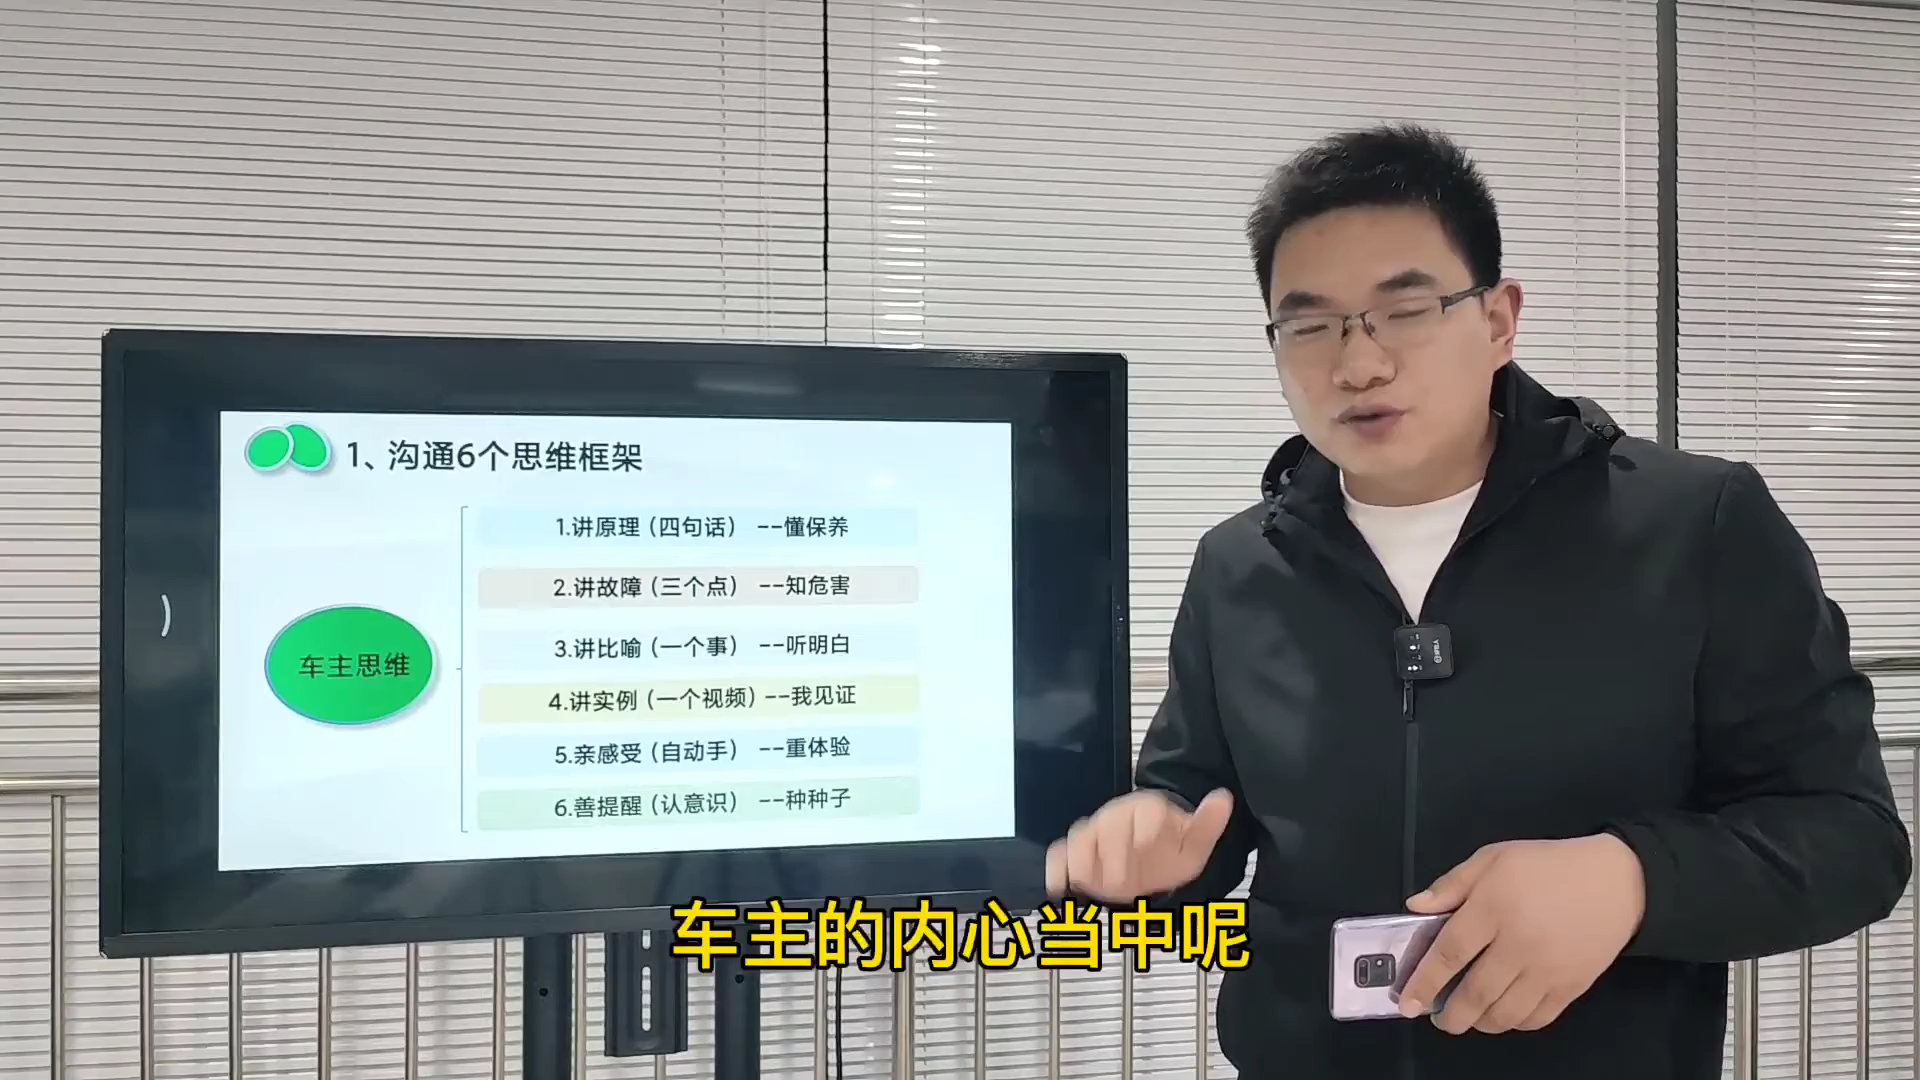 1、沟通6个思维框架
车主思维
1.讲原理（四句话） --懂保养
2.讲故障（三个点） --知危害
3.讲比喻（一个事） --听明白
4.讲实例（一个视频）--我见证
5.亲感受（自动手） --重体验
6.善提醒（认意识） --种种子
车主的内心当中呢